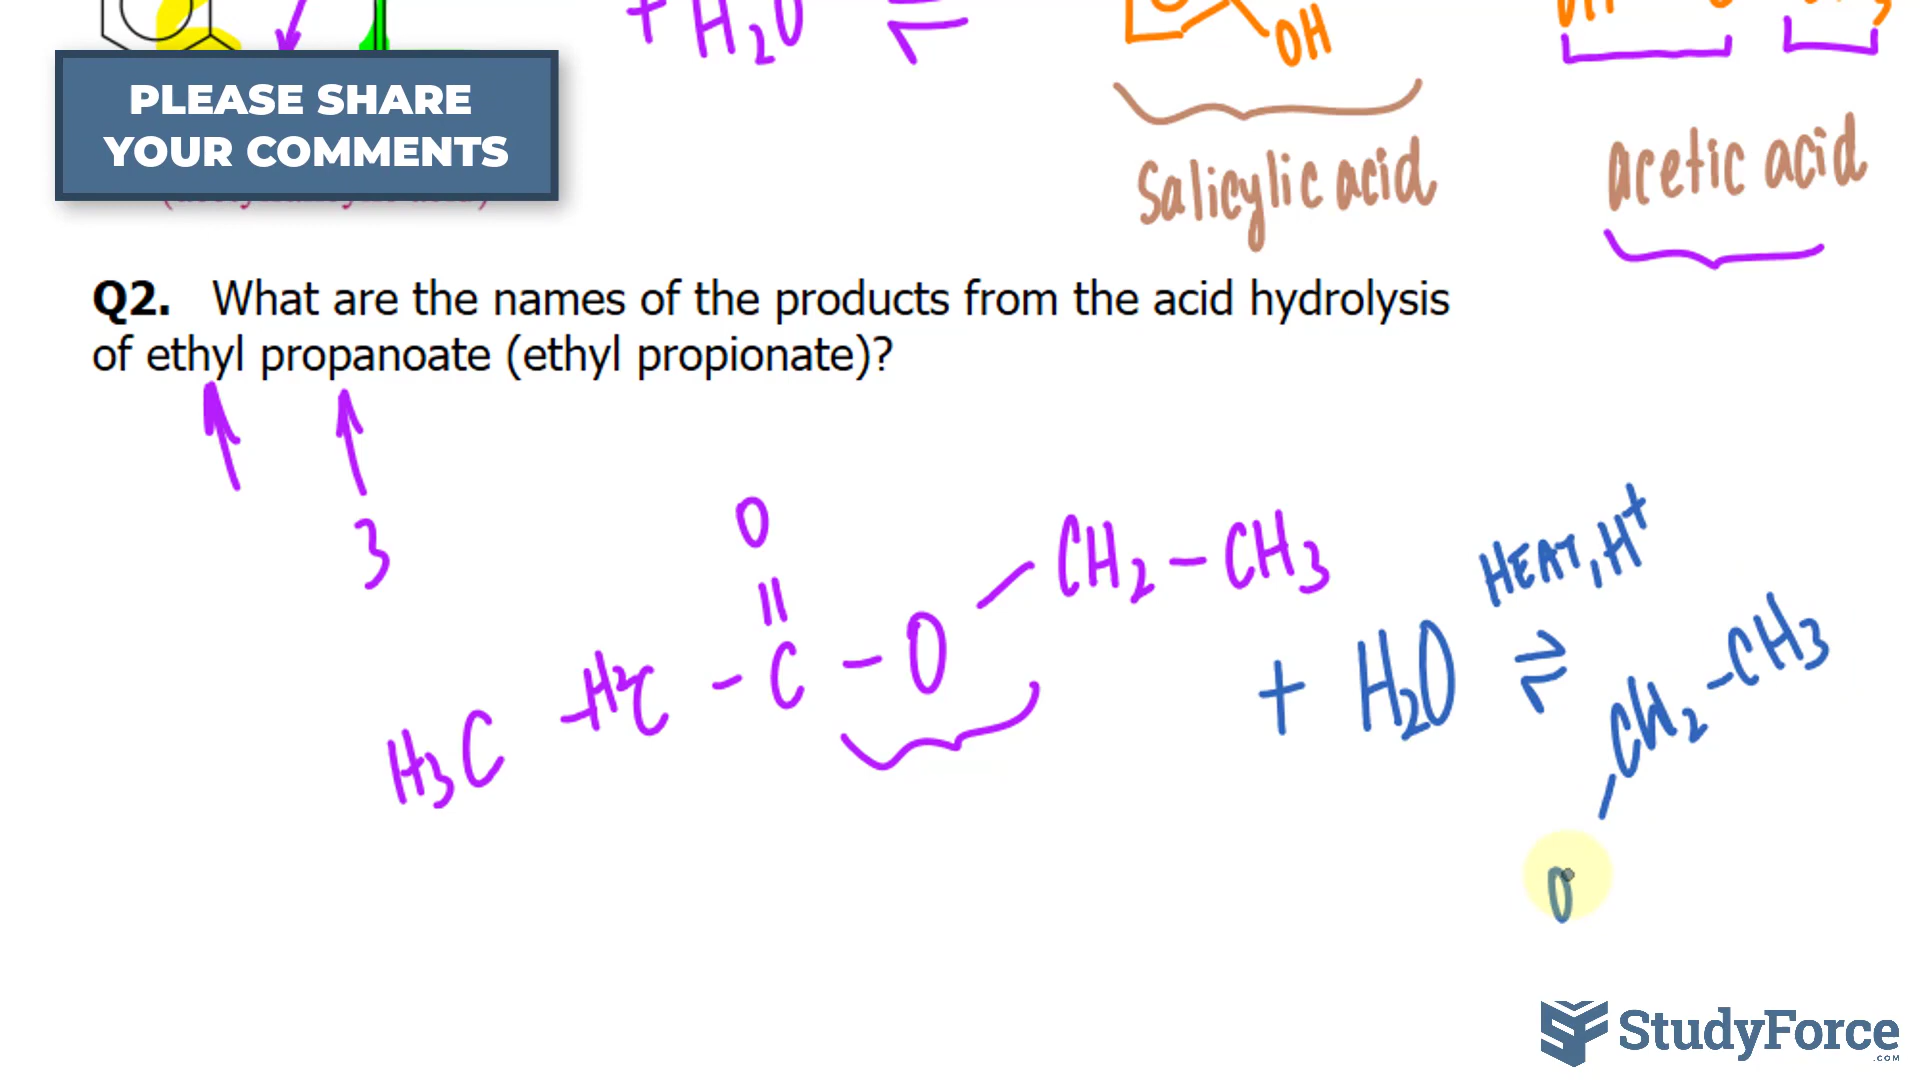 + H2O ⇌
OH
PLEASE SHARE
YOUR COMMENTS
Salicylic acid
acetic acid
Q2. What are the names of the products from the acid hydrolysis
of ethyl propanoate (ethyl propionate)?
3
O
||
H3C - H2C - C - O - CH2 - CH3
+ H2O ⇌
HEAT, H+
CH2 - CH3
O
StudyForce
.COM